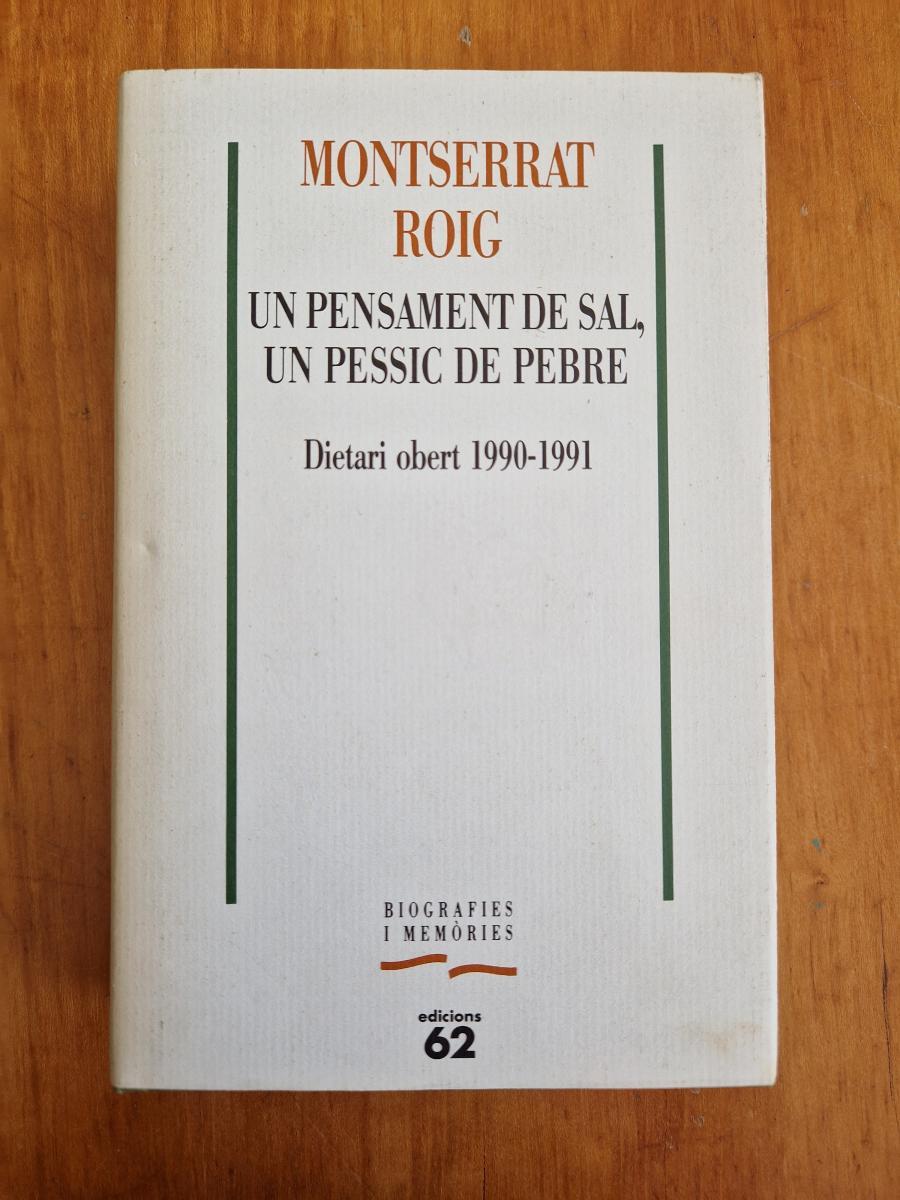 MONTSERRAT
ROIG
UN PENSAMENT DE SAL,
UN PESSIC DE PEBRE
Dietari obert 1990-1991
BIOGRAFIES
I MEMÒRIES
edicions
62